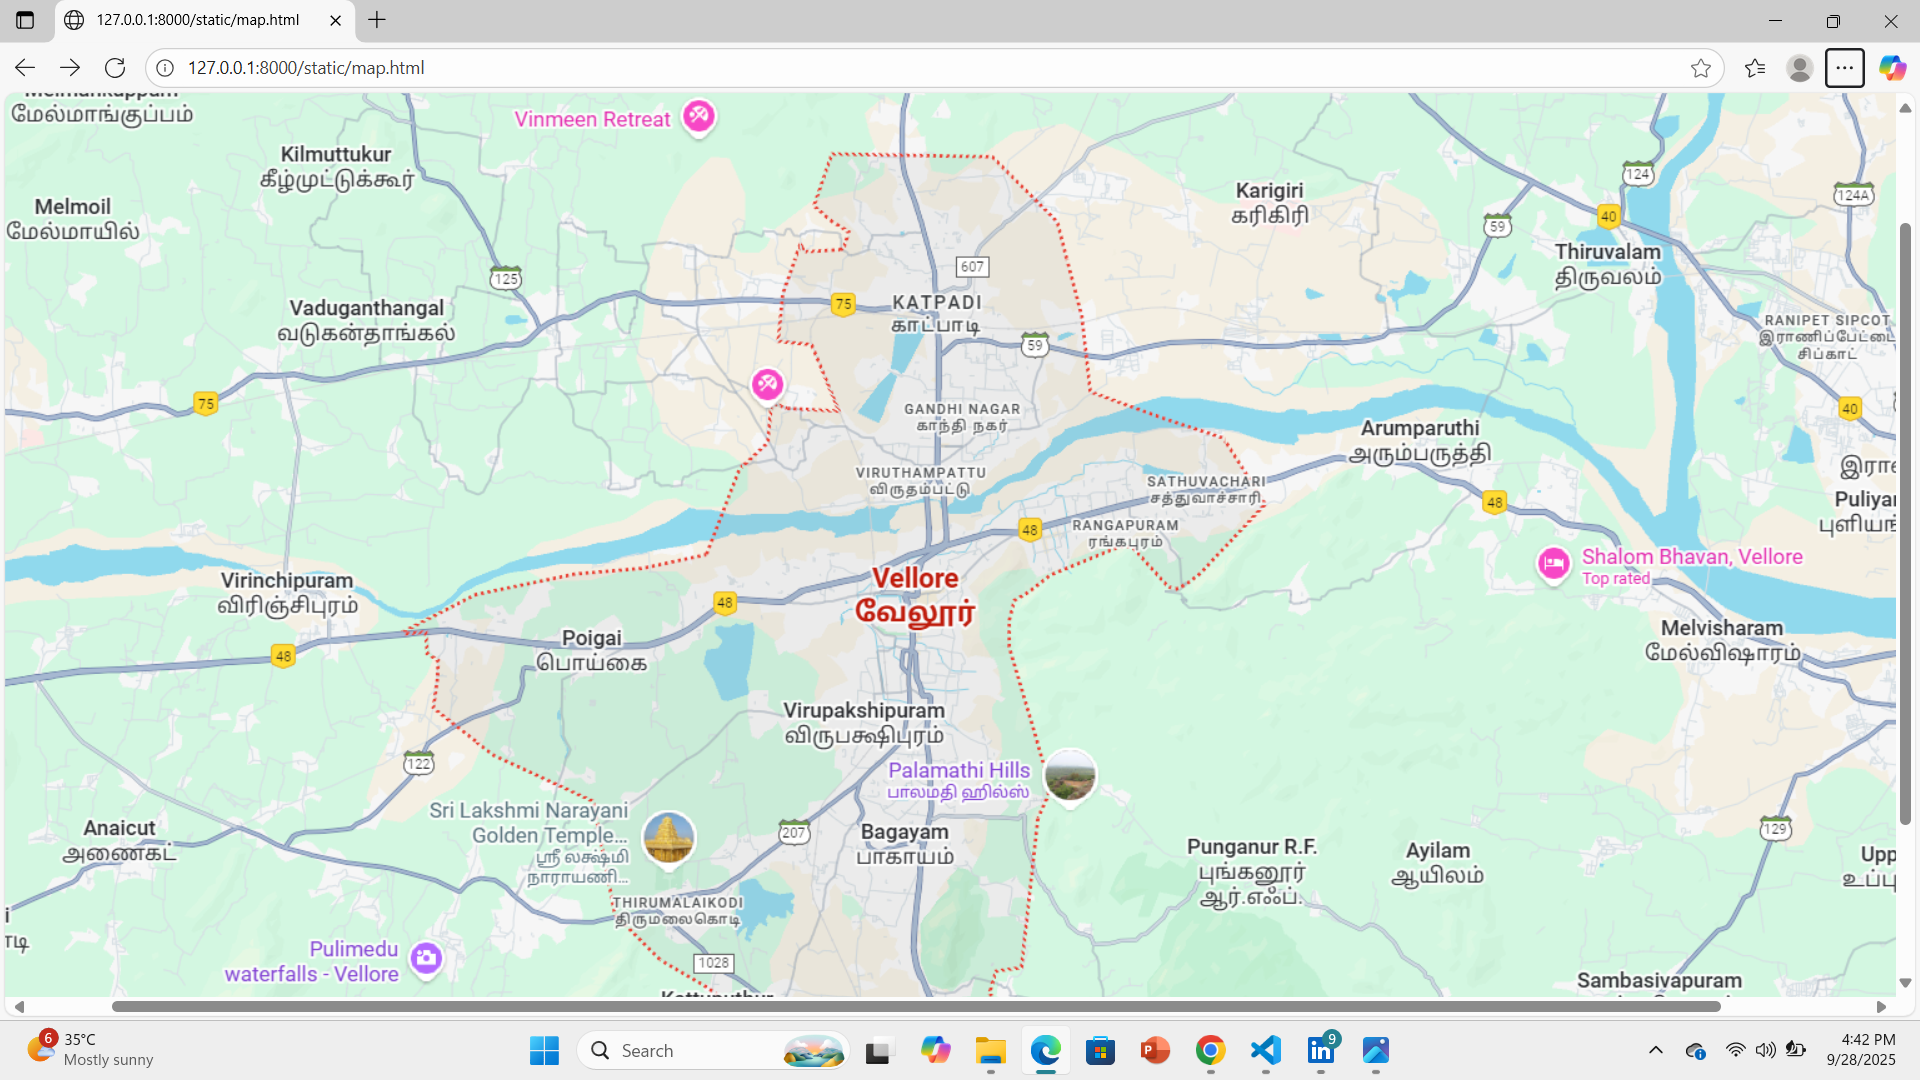 127.0.0.1:8000/static/map.html
127.0.0.1:8000/static/map.html
மேல்மாங்குப்பம்
Vinmeen Retreat
Kilmuttukur
கீழ்முட்டுக்கூர்
Melmoil
மேல்மாயில்
Karigiri
கரிகிரி
124
124A
40
59
Thiruvalam
திருவலம்
607
125
KATPADI
காட்பாடி
75
Vaduganthangal
வடுகன்தாங்கல்
59
RANIPET SIPCOT
இராணிப்பேட்டை
சிப்காட்
75
40
GANDHI NAGAR
காந்தி நகர்
Arumparuthi
அரும்பருத்தி
VIRUTHAMPATTU
விருதம்பட்டு
SATHUVACHARI
சத்துவாச்சாரி
48
RANGAPURAM
ரங்கபுரம்
48
Shalom Bhavan, Vellore
Top rated
Virinchipuram
விரிஞ்சிபுரம்
Vellore
வேலூர்
48
Poigai
பொய்கை
48
Melvisharam
மேல்விஷாரம்
Virupakshipuram
விருபக்ஷிபுரம்
122
Palamathi Hills
பாலமதி ஹில்ஸ்
Sri Lakshmi Narayani
Golden Temple...
ஸ்ரீ லக்ஷ்மி
நாராயணி...
207
Bagayam
பாகாயம்
Anaicut
அணைகட்
129
Punganur R.F.
புங்கனூர்
ஆர்.எஃப்.
Ayilam
ஆயிலம்
THIRUMALAIKODI
திருமலைகொடி
Pulimedu
waterfalls - Vellore
1028
Sambasivapuram
6
35°C
Mostly sunny
Search
9
4:42 PM
9/28/2025